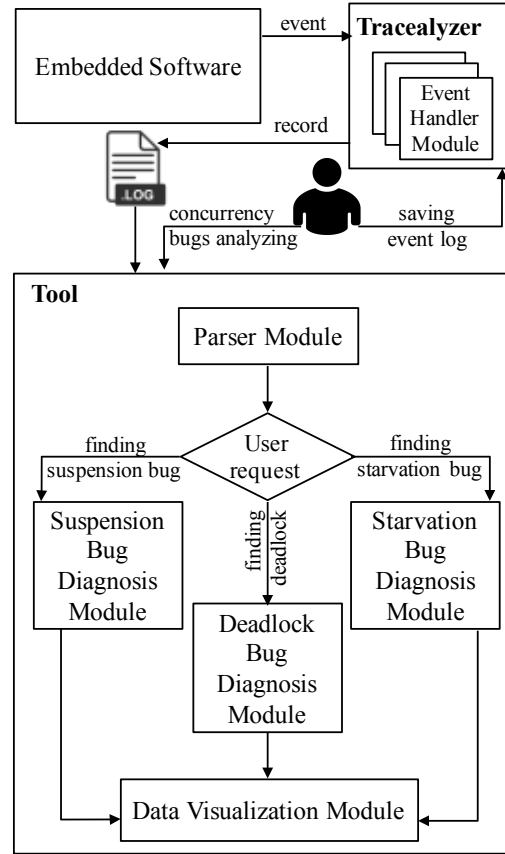 event
Tracealyzer
Embedded Software
Event
Handler
Module
record
.LOG
concurrency
bugs analyzing
saving
event log
Tool
Parser Module
User
request
finding
suspension bug
finding
starvation bug
finding
deadlock
Suspension
Bug
Diagnosis
Module
Starvation
Bug
Diagnosis
Module
Deadlock
Bug
Diagnosis
Module
Data Visualization Module